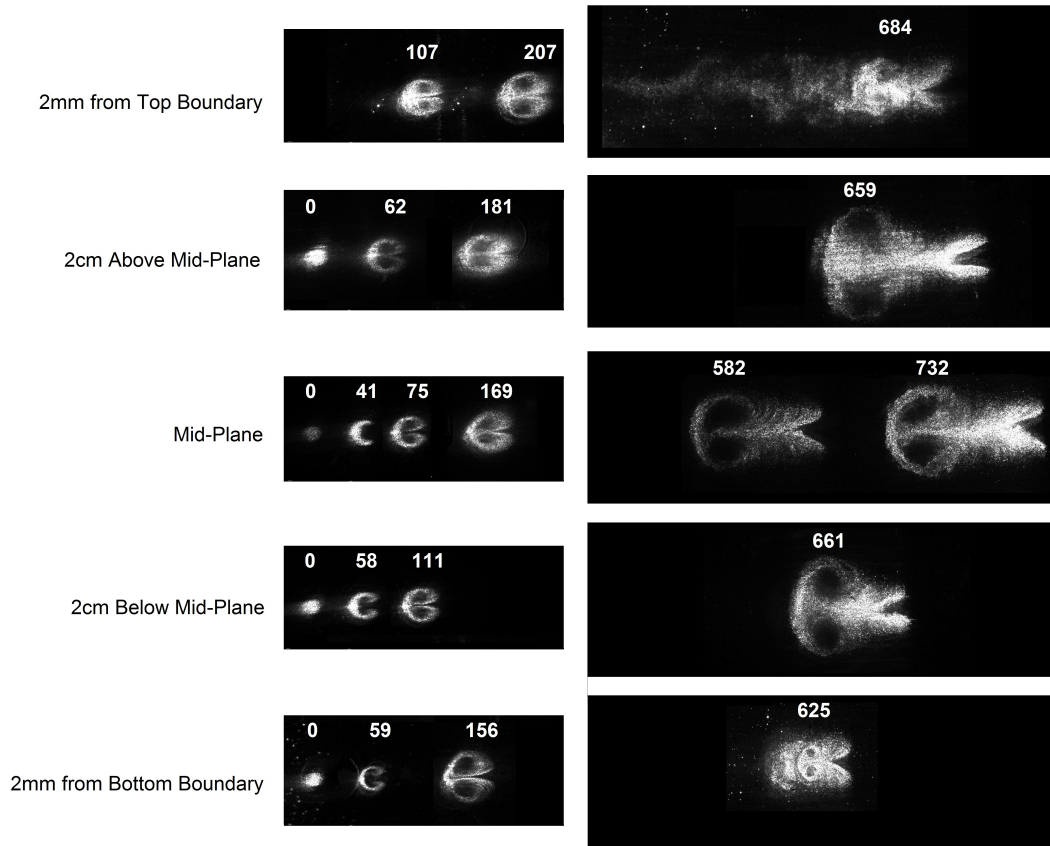 107 207 684
2mm from Top Boundary
0 62 181 659
2cm Above Mid-Plane
0 41 75 169 582 732
Mid-Plane
0 58 111 661
2cm Below Mid-Plane
0 59 156 625
2mm from Bottom Boundary